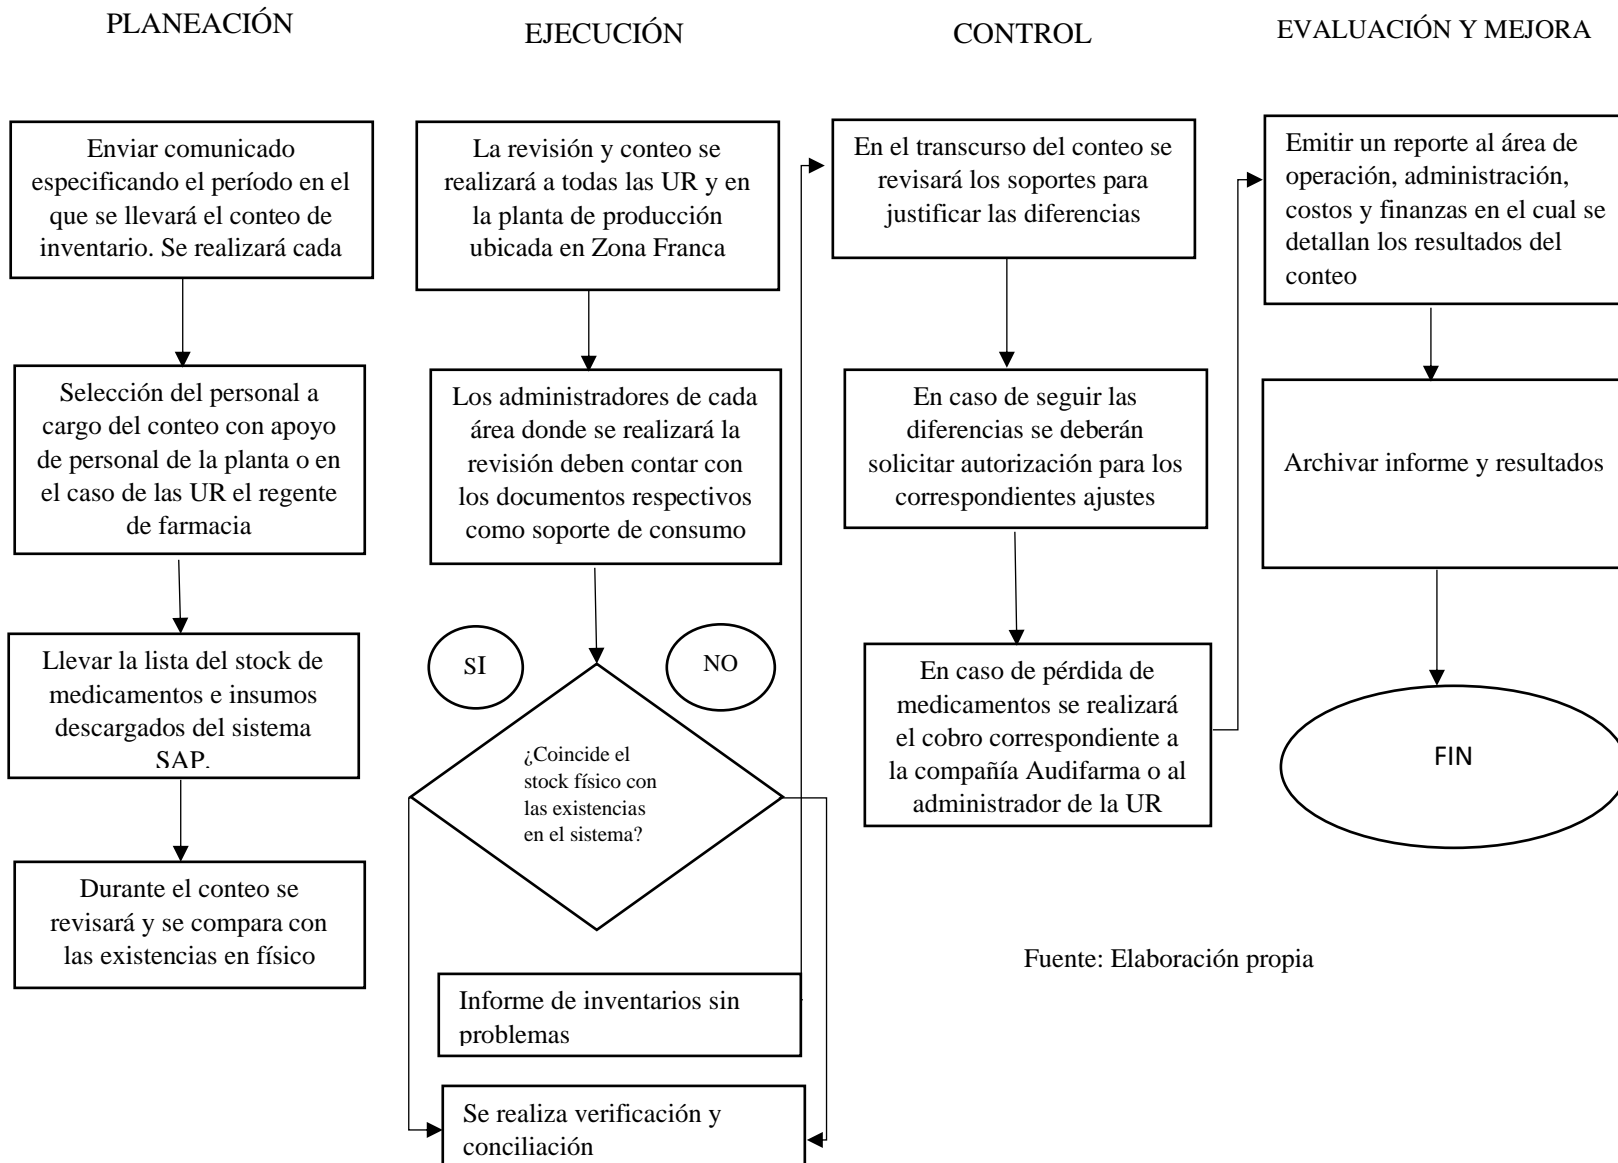 PLANEACIÓN
Enviar comunicado
especificando el período en el
que se llevará el conteo de
inventario. Se realizará cada
Selección del personal a
cargo del conteo con apoyo
de personal de la planta o en
el caso de las UR el regente
de farmacia
Llevar la lista del stock de
medicamentos e insumos
descargados del sistema
SAP.
Durante el conteo se
revisará y se compara con
las existencias en físico
EJECUCIÓN
La revisión y conteo se
realizará a todas las UR y en
la planta de producción
ubicada en Zona Franca
Los administradores de cada
área donde se realizará la
revisión deben contar con
los documentos respectivos
como soporte de consumo
SI
NO
¿Coincide el
stock físico con
las existencias
en el sistema?
Informe de inventarios sin
problemas
Se realiza verificación y
conciliación
CONTROL
En el transcurso del conteo se
revisará los soportes para
justificar las diferencias
En caso de seguir las
diferencias se deberán
solicitar autorización para los
correspondientes ajustes
En caso de pérdida de
medicamentos se realizará
el cobro correspondiente a
la compañía Audifarma o al
administrador de la UR
EVALUACIÓN Y MEJORA
Emitir un reporte al área de
operación, administración,
costos y finanzas en el cual se
detallan los resultados del
conteo
Archivar informe y resultados
FIN
Fuente: Elaboración propia